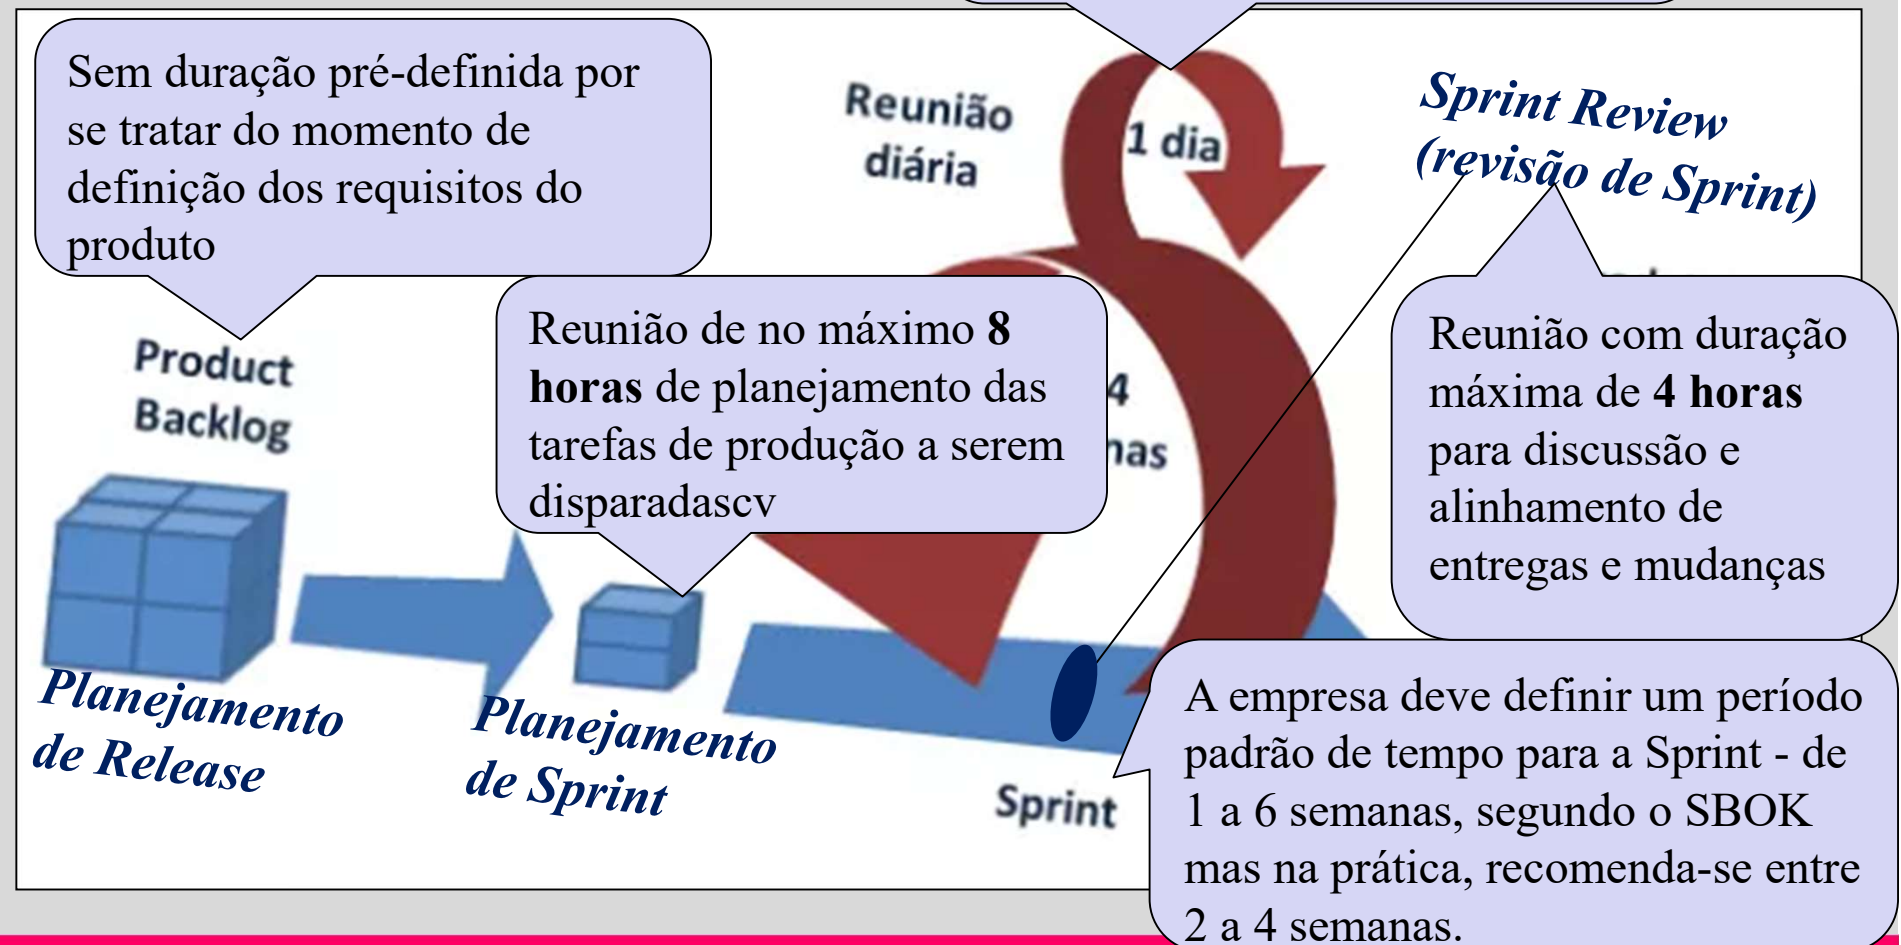 Sem duração pré-definida por
se tratar do momento de
definição dos requisitos do
produto
Reunião
diária
1 dia
Sprint Review
(revisão de Sprint)
Reunião de no máximo 8
horas de planejamento das
tarefas de produção a serem
disparadascv
4
nas
Reunião com duração
máxima de 4 horas
para discussão e
alinhamento de
entregas e mudanças
Product
Backlog
Planejamento
de Release
Planejamento
de Sprint
Sprint
A empresa deve definir um período
padrão de tempo para a Sprint - de
1 a 6 semanas, segundo o SBOK
mas na prática, recomenda-se entre
2 a 4 semanas.